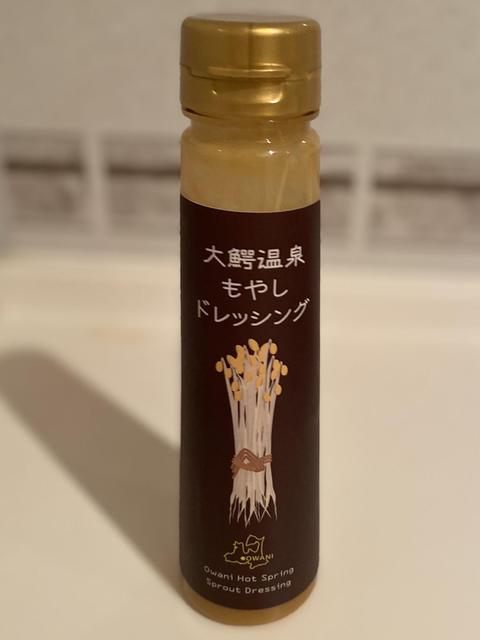 大鰐温泉
もやし
ドレッシング
OWANI
Owani Hot Spring
Sprout Dressing